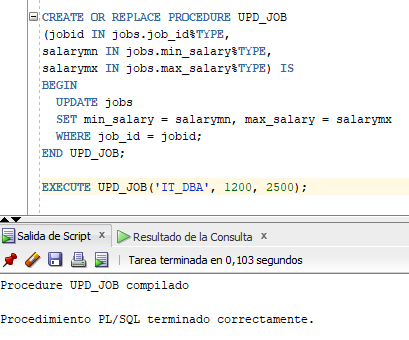 CREATE OR REPLACE PROCEDURE UPD_JOB
(jobid IN jobs.job_id%TYPE,
salarymn IN jobs.min_salary%TYPE,
salarymx IN jobs.max_salary%TYPE) IS
BEGIN
  UPDATE jobs
  SET min_salary = salarymn, max_salary = salarymx
  WHERE job_id = jobid;
END UPD_JOB;
EXECUTE UPD_JOB('IT_DBA', 1200, 2500);
Salida de Script x Resultado de la Consulta x
Tarea terminada en 0,103 segundos
Procedure UPD_JOB compilado
Procedimiento PL/SQL terminado correctamente.